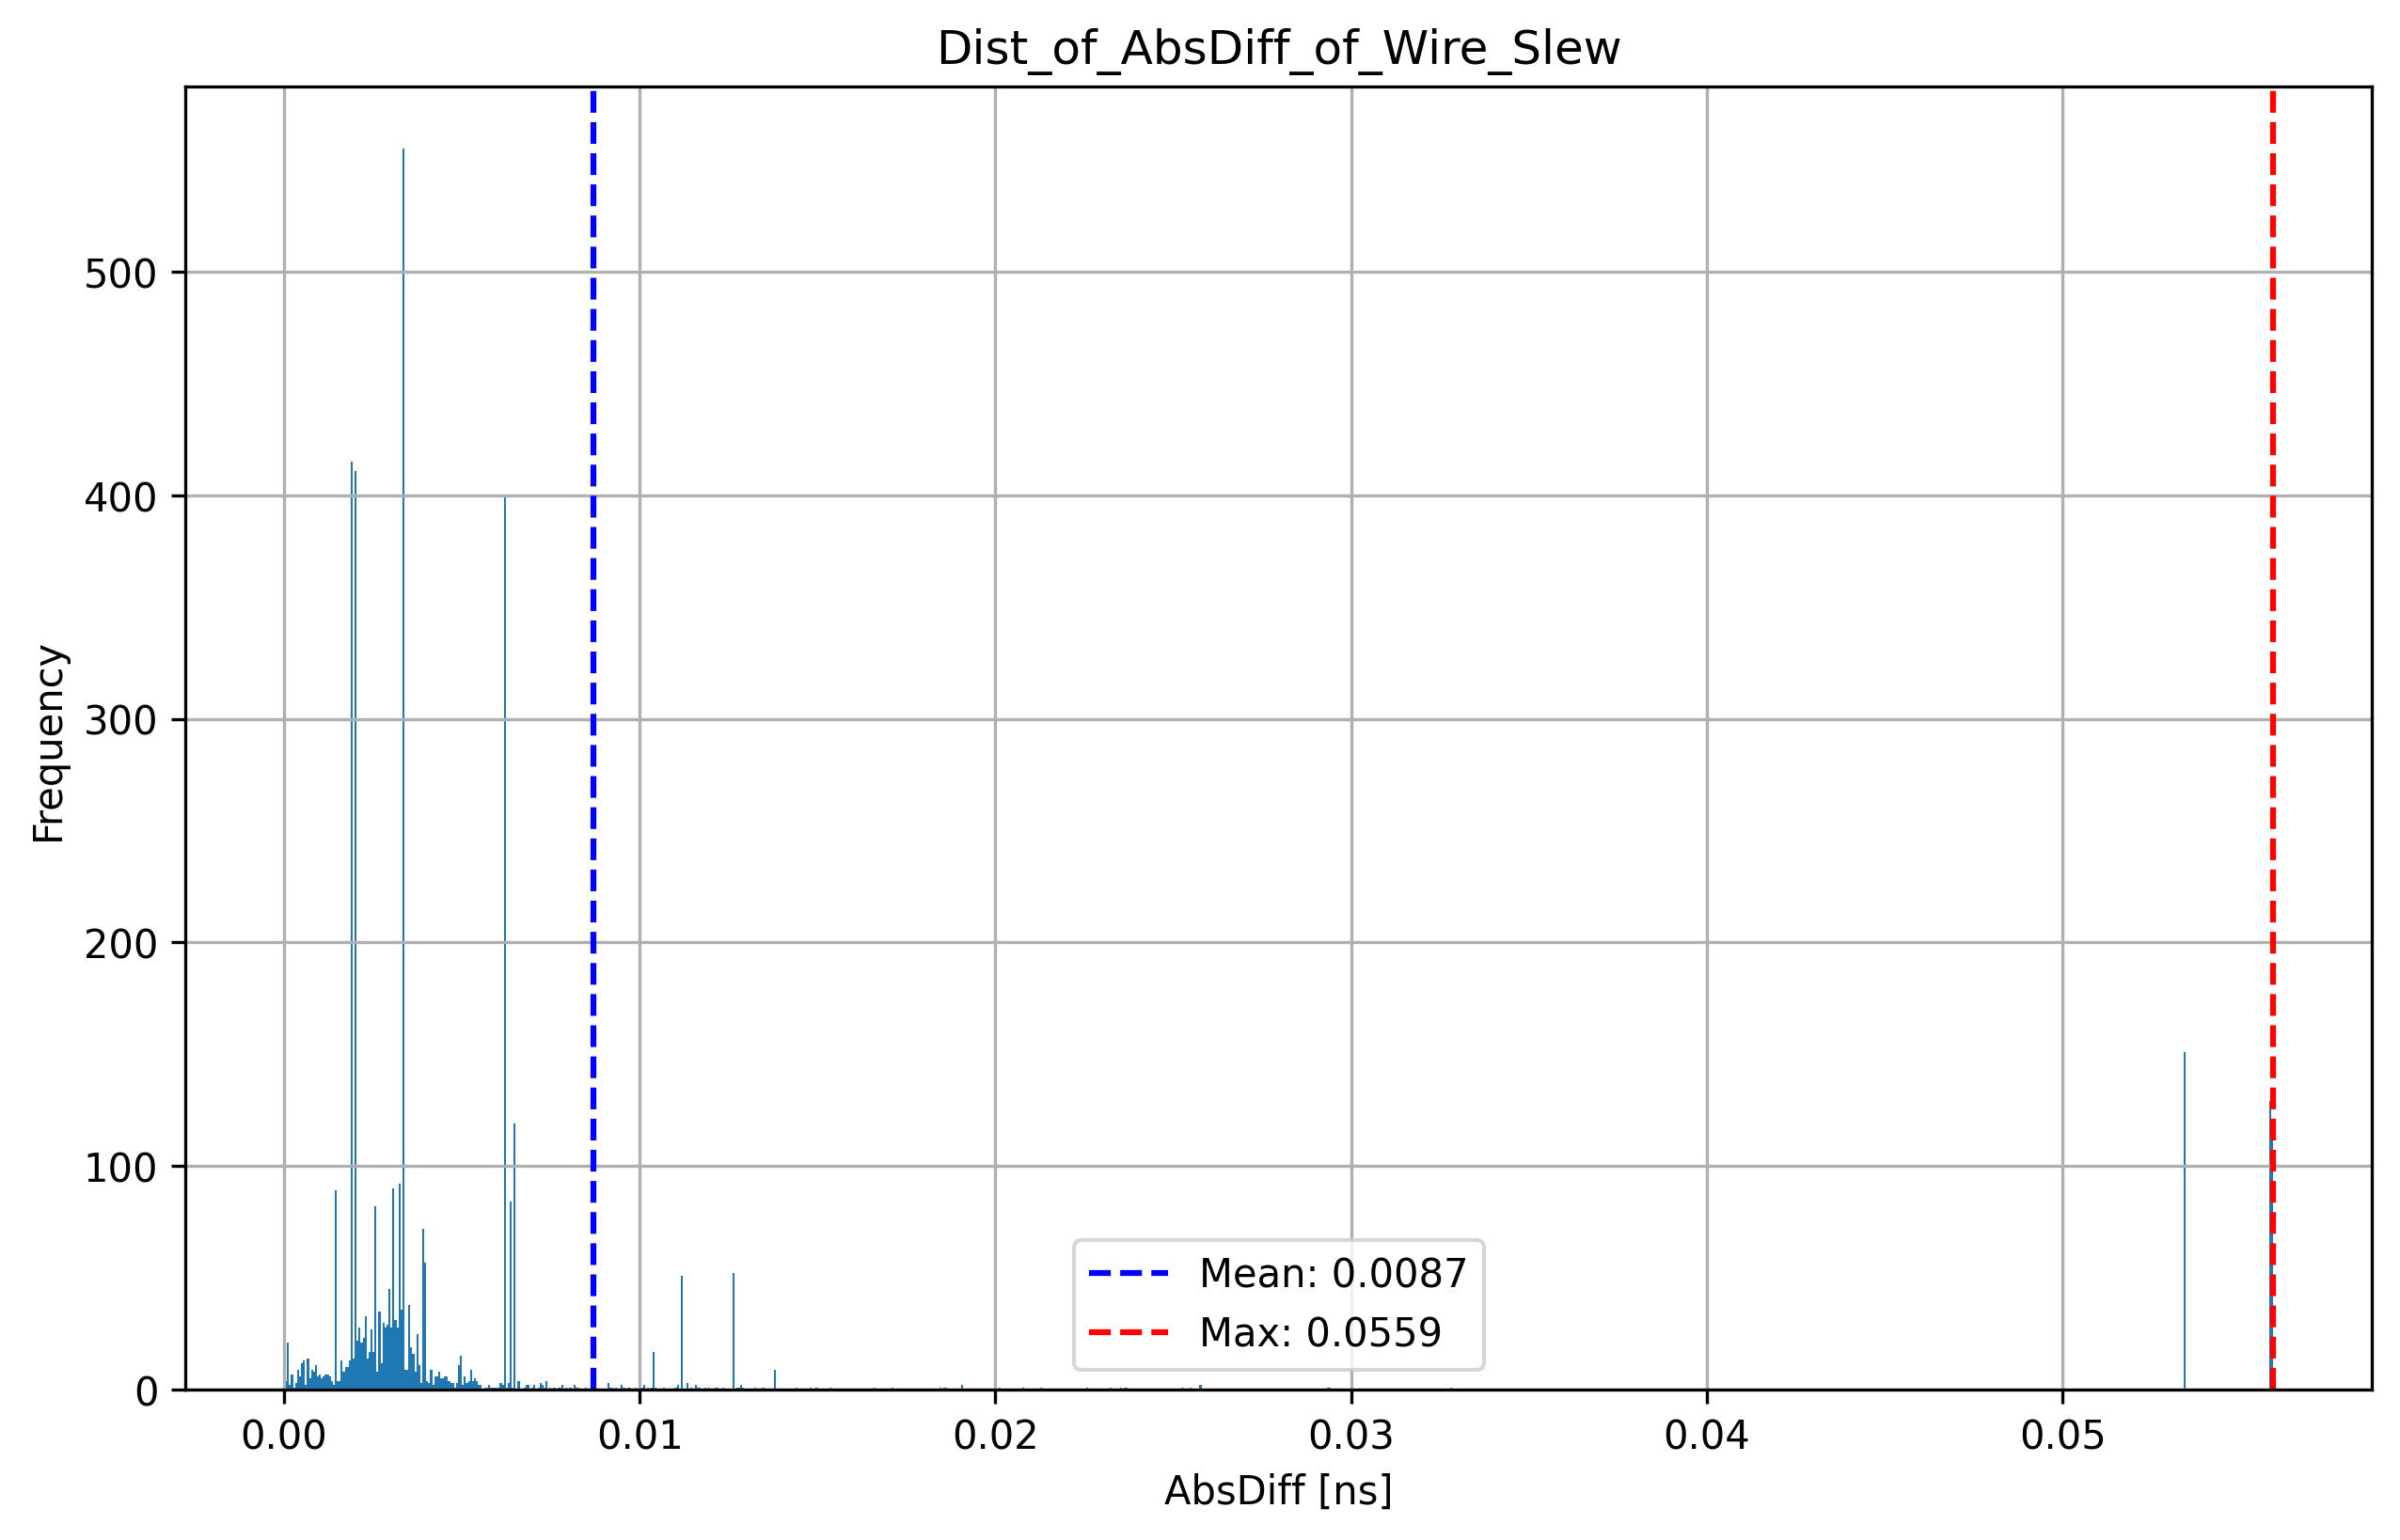 Dist_of_AbsDiff_of_Wire_Slew
Frequency
500
400
300
200
100
0
Mean: 0.0087
Max: 0.0559
0.00 0.01 0.02 0.03 0.04 0.05
AbsDiff [ns]